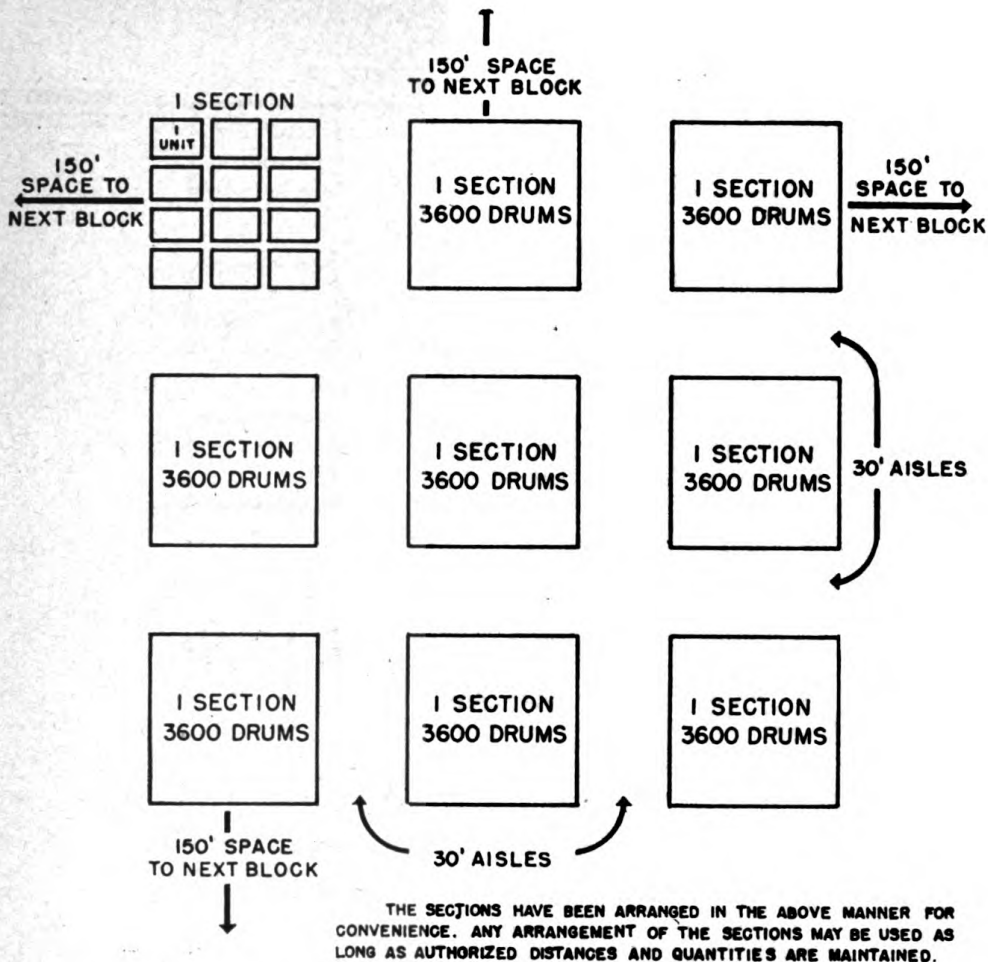 150' SPACE
TO NEXT BLOCK
1 SECTION
1
UNIT
150'
SPACE TO
NEXT BLOCK
1 SECTION
3600 DRUMS
1 SECTION
3600 DRUMS
150'
SPACE TO
NEXT BLOCK
1 SECTION
3600 DRUMS
1 SECTION
3600 DRUMS
1 SECTION
3600 DRUMS
30' AISLES
1 SECTION
3600 DRUMS
1 SECTION
3600 DRUMS
1 SECTION
3600 DRUMS
150' SPACE
TO NEXT BLOCK
30' AISLES
THE SECTIONS HAVE BEEN ARRANGED IN THE ABOVE MANNER FOR
CONVENIENCE. ANY ARRANGEMENT OF THE SECTIONS MAY BE USED AS
LONG AS AUTHORIZED DISTANCES AND QUANTITIES ARE MAINTAINED.